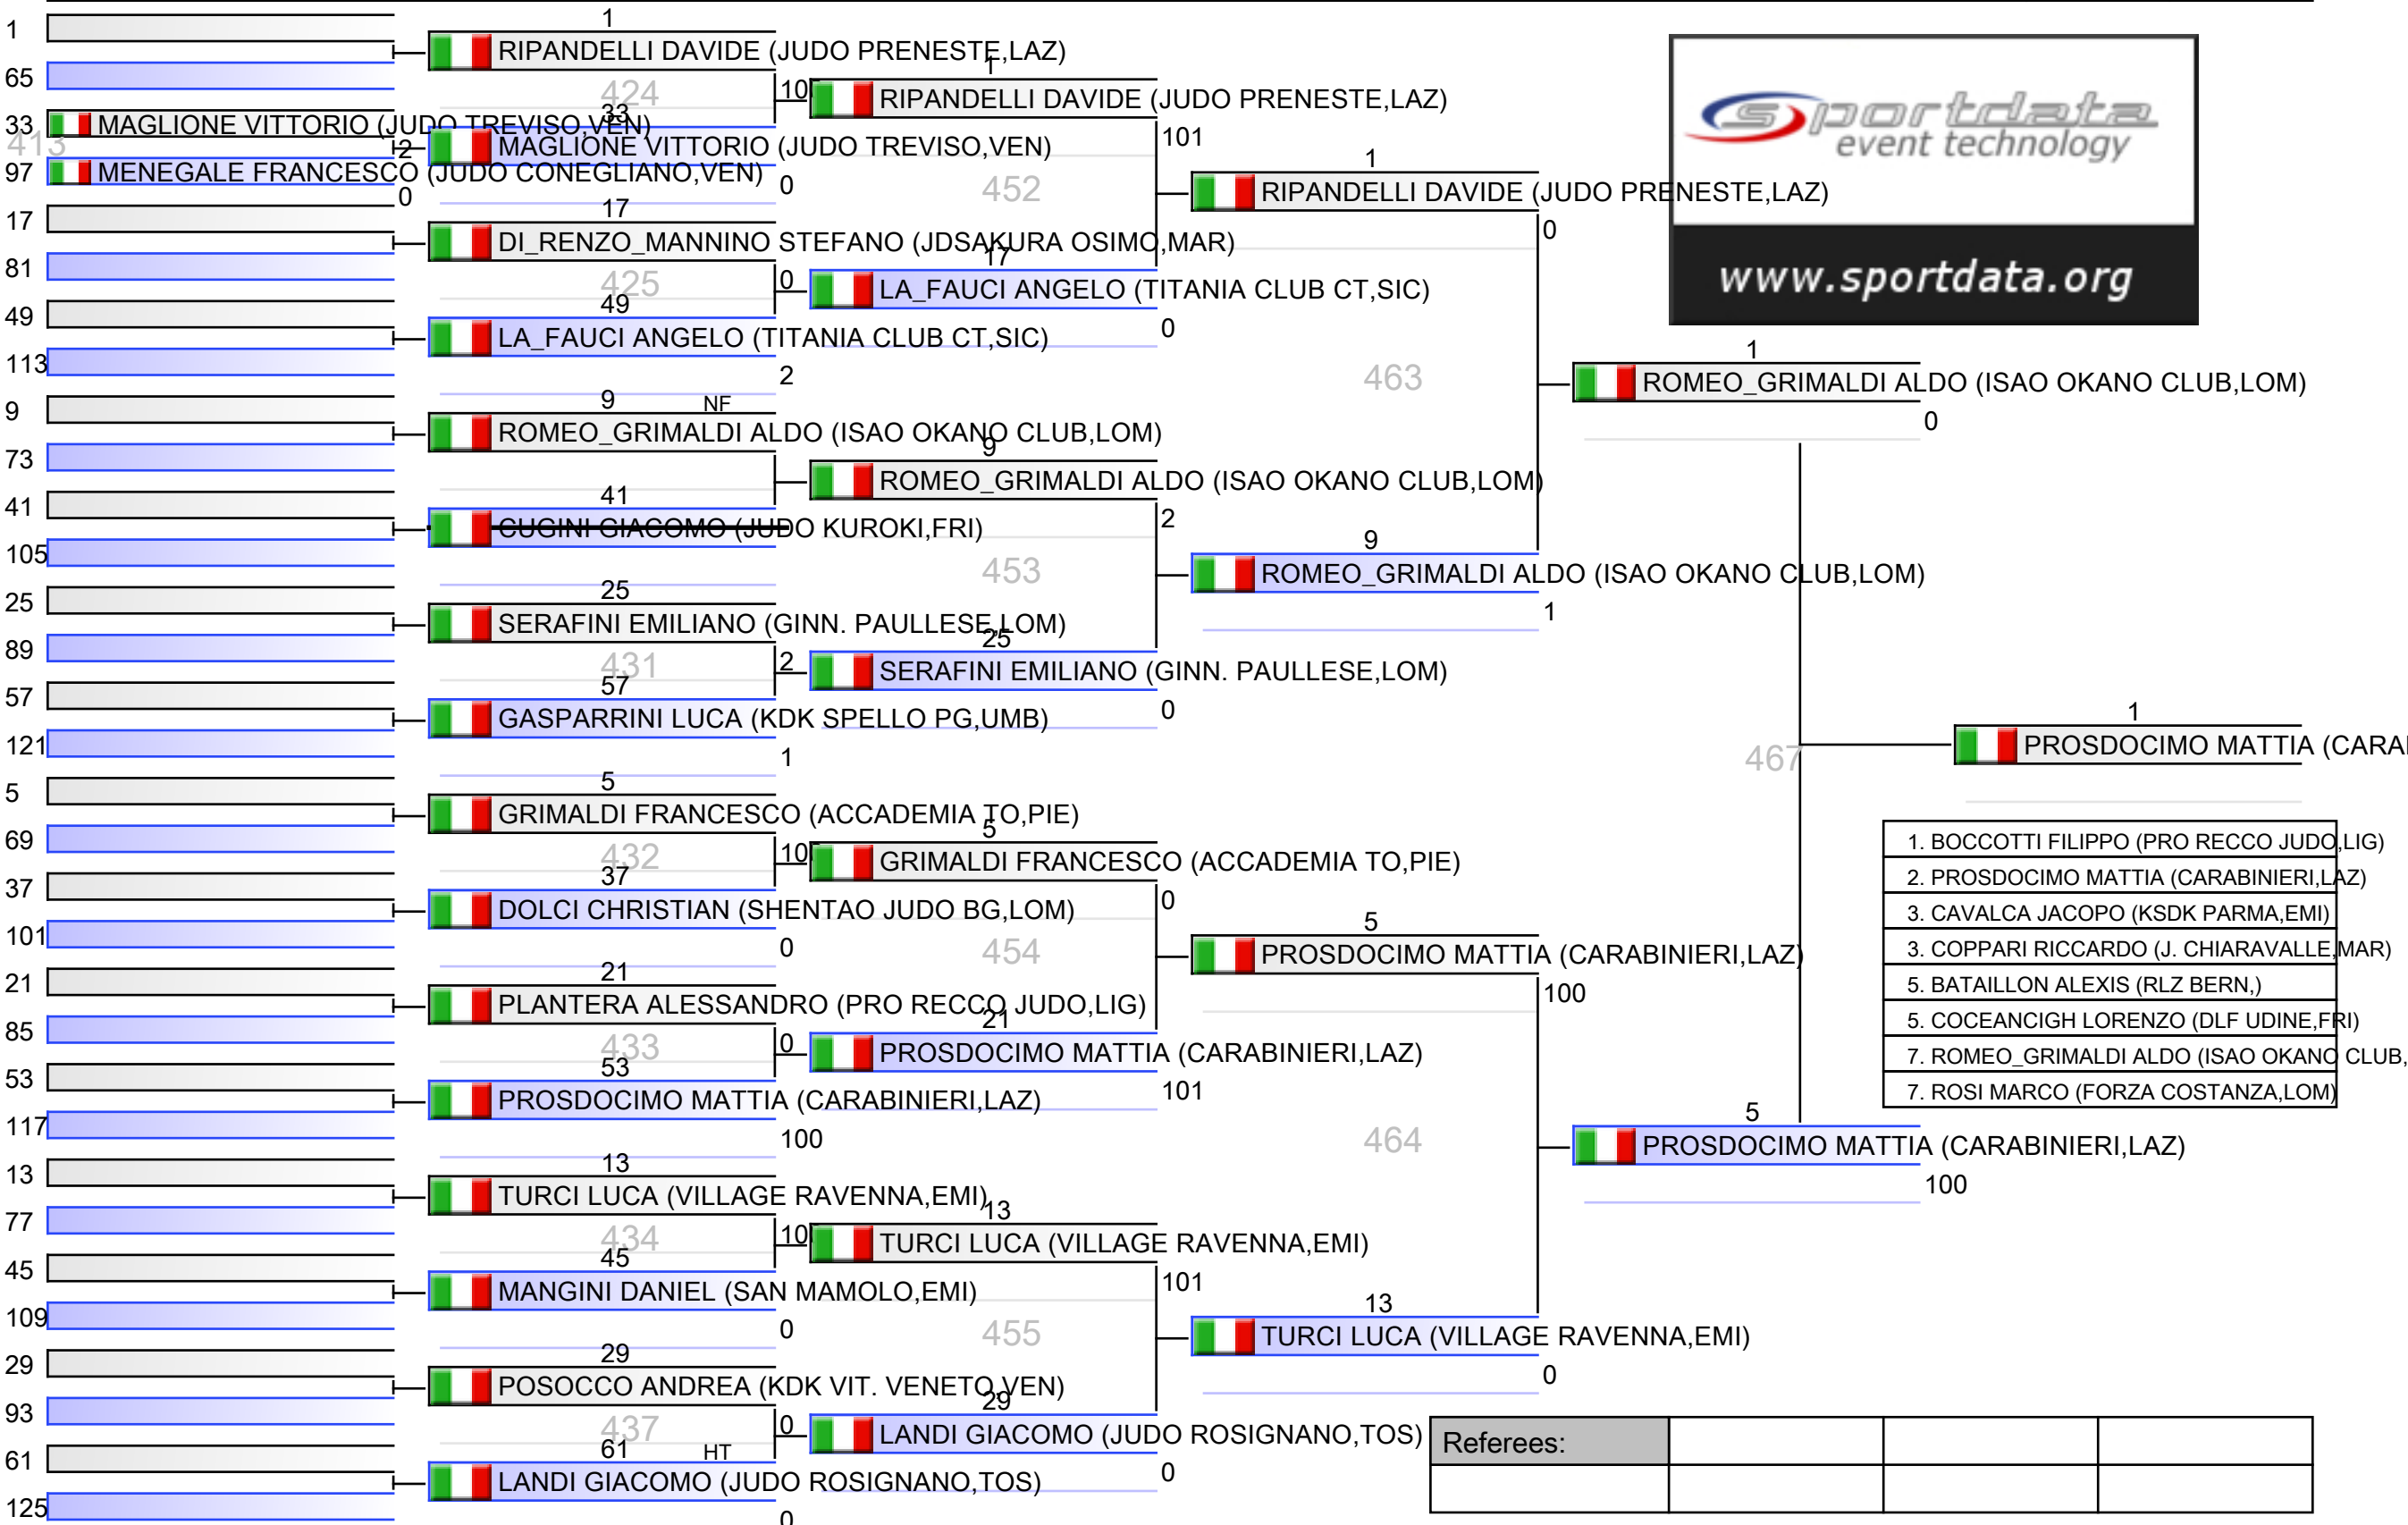 1
65
33 MAGLIONE VITTORIO (JUDO TREVISO,VEN)
413
2
97 MENEGALE FRANCESCO (JUDO CONEGLIANO,VEN)
0
17
81
49
113
9
73
41
105
25
89
57
121
5
69
37
101
21
85
53
117
13
77
45
109
29
93
61
125
1
RIPANDELLI DAVIDE (JUDO PRENESTE,LAZ)
424
10
33
MAGLIONE VITTORIO (JUDO TREVISO,VEN)
0
17
DI_RENZO_MANNINO STEFANO (JDSAKURA OSIMO,MAR)
425
0
49
LA_FAUCI ANGELO (TITANIA CLUB CT,SIC)
2
9 NF
ROMEO_GRIMALDI ALDO (ISAO OKANO CLUB,LOM)
41
CUGINI GIACOMO (JUDO KUROKI,FRI)
25
SERAFINI EMILIANO (GINN. PAULLESE,LOM)
431
2
57
GASPARRINI LUCA (KDK SPELLO PG,UMB)
1
5
GRIMALDI FRANCESCO (ACCADEMIA TO,PIE)
432
10
37
DOLCI CHRISTIAN (SHENTAO JUDO BG,LOM)
0
21
PLANTERA ALESSANDRO (PRO RECCO JUDO,LIG)
433
0
53
PROSDOCIMO MATTIA (CARABINIERI,LAZ)
100
13
TURCI LUCA (VILLAGE RAVENNA,EMI)
434
10
45
MANGINI DANIEL (SAN MAMOLO,EMI)
0
29
POSOCCO ANDREA (KDK VIT. VENETO,VEN)
437
0
61 HT
LANDI GIACOMO (JUDO ROSIGNANO,TOS)
0
1
RIPANDELLI DAVIDE (JUDO PRENESTE,LAZ)
101
452
17
LA_FAUCI ANGELO (TITANIA CLUB CT,SIC)
0
9
ROMEO_GRIMALDI ALDO (ISAO OKANO CLUB,LOM)
2
453
25
SERAFINI EMILIANO (GINN. PAULLESE,LOM)
0
5
GRIMALDI FRANCESCO (ACCADEMIA TO,PIE)
0
454
21
PROSDOCIMO MATTIA (CARABINIERI,LAZ)
101
13
TURCI LUCA (VILLAGE RAVENNA,EMI)
101
455
29
LANDI GIACOMO (JUDO ROSIGNANO,TOS)
0
1
RIPANDELLI DAVIDE (JUDO PRENESTE,LAZ)
0
463
9
ROMEO_GRIMALDI ALDO (ISAO OKANO CLUB,LOM)
1
5
PROSDOCIMO MATTIA (CARABINIERI,LAZ)
100
464
13
TURCI LUCA (VILLAGE RAVENNA,EMI)
0
sportdata
event technology
www.sportdata.org
1
ROMEO_GRIMALDI ALDO (ISAO OKANO CLUB,LOM)
0
467
5
PROSDOCIMO MATTIA (CARABINIERI,LAZ)
100
1
PROSDOCIMO MATTIA (CARA
1. BOCCOTTI FILIPPO (PRO RECCO JUDO,LIG)
2. PROSDOCIMO MATTIA (CARABINIERI,LAZ)
3. CAVALCA JACOPO (KSDK PARMA,EMI)
3. COPPARI RICCARDO (J. CHIARAVALLE,MAR)
5. BATAILLON ALEXIS (RLZ BERN,)
5. COCEANCIGH LORENZO (DLF UDINE,FRI)
7. ROMEO_GRIMALDI ALDO (ISAO OKANO CLUB,
7. ROSI MARCO (FORZA COSTANZA,LOM)
Referees: